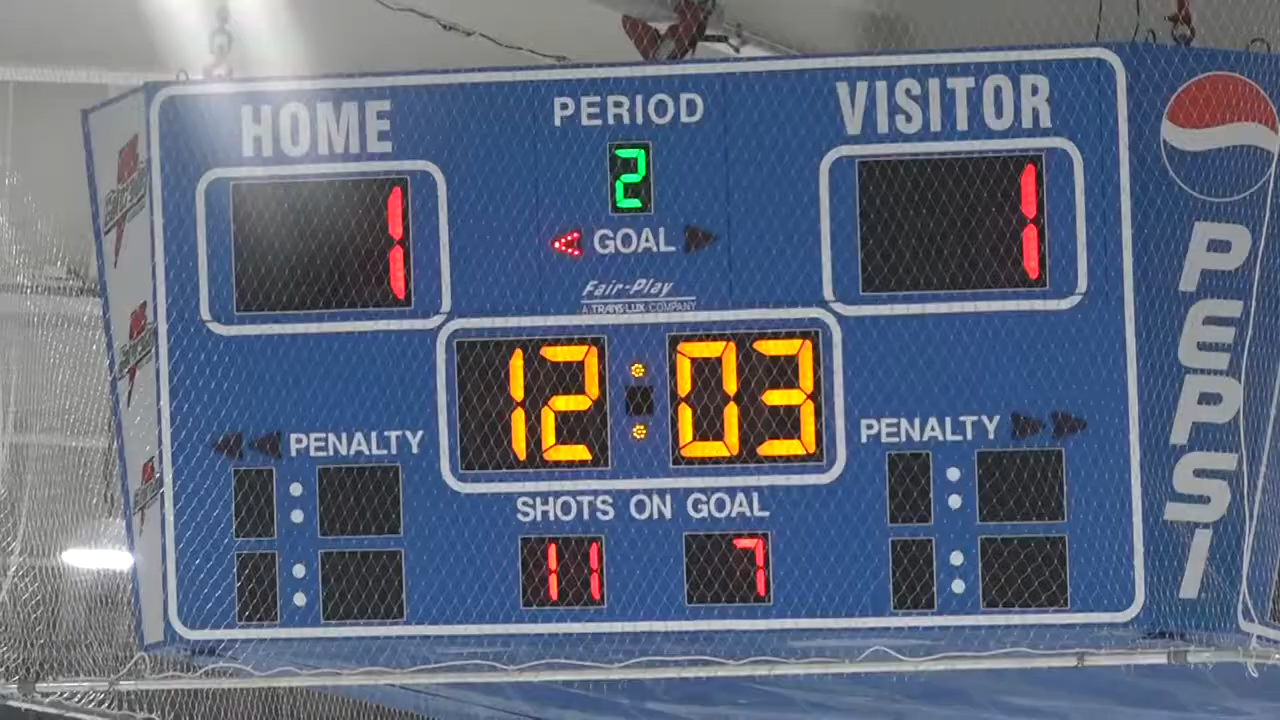 HOME
PERIOD
VISITOR
1
2
1
GOAL
Fair-Play
A TRANS-LUX COMPANY
12:03
PENALTY
PENALTY
SHOTS ON GOAL
11
7
PEPSI